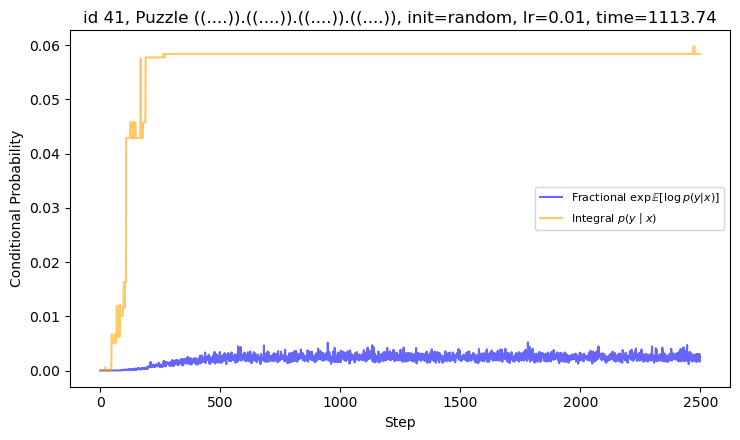 id 41, Puzzle ((....)).((....)).((....)).((....)), init=random, lr=0.01, time=1113.74
0.06
0.05
0.04
0.03
0.02
0.01
0.00
Conditional Probability
Fractional exp𝔼[log p(y|x)]
Integral p(y | x)
0
500
1000
1500
2000
2500
Step